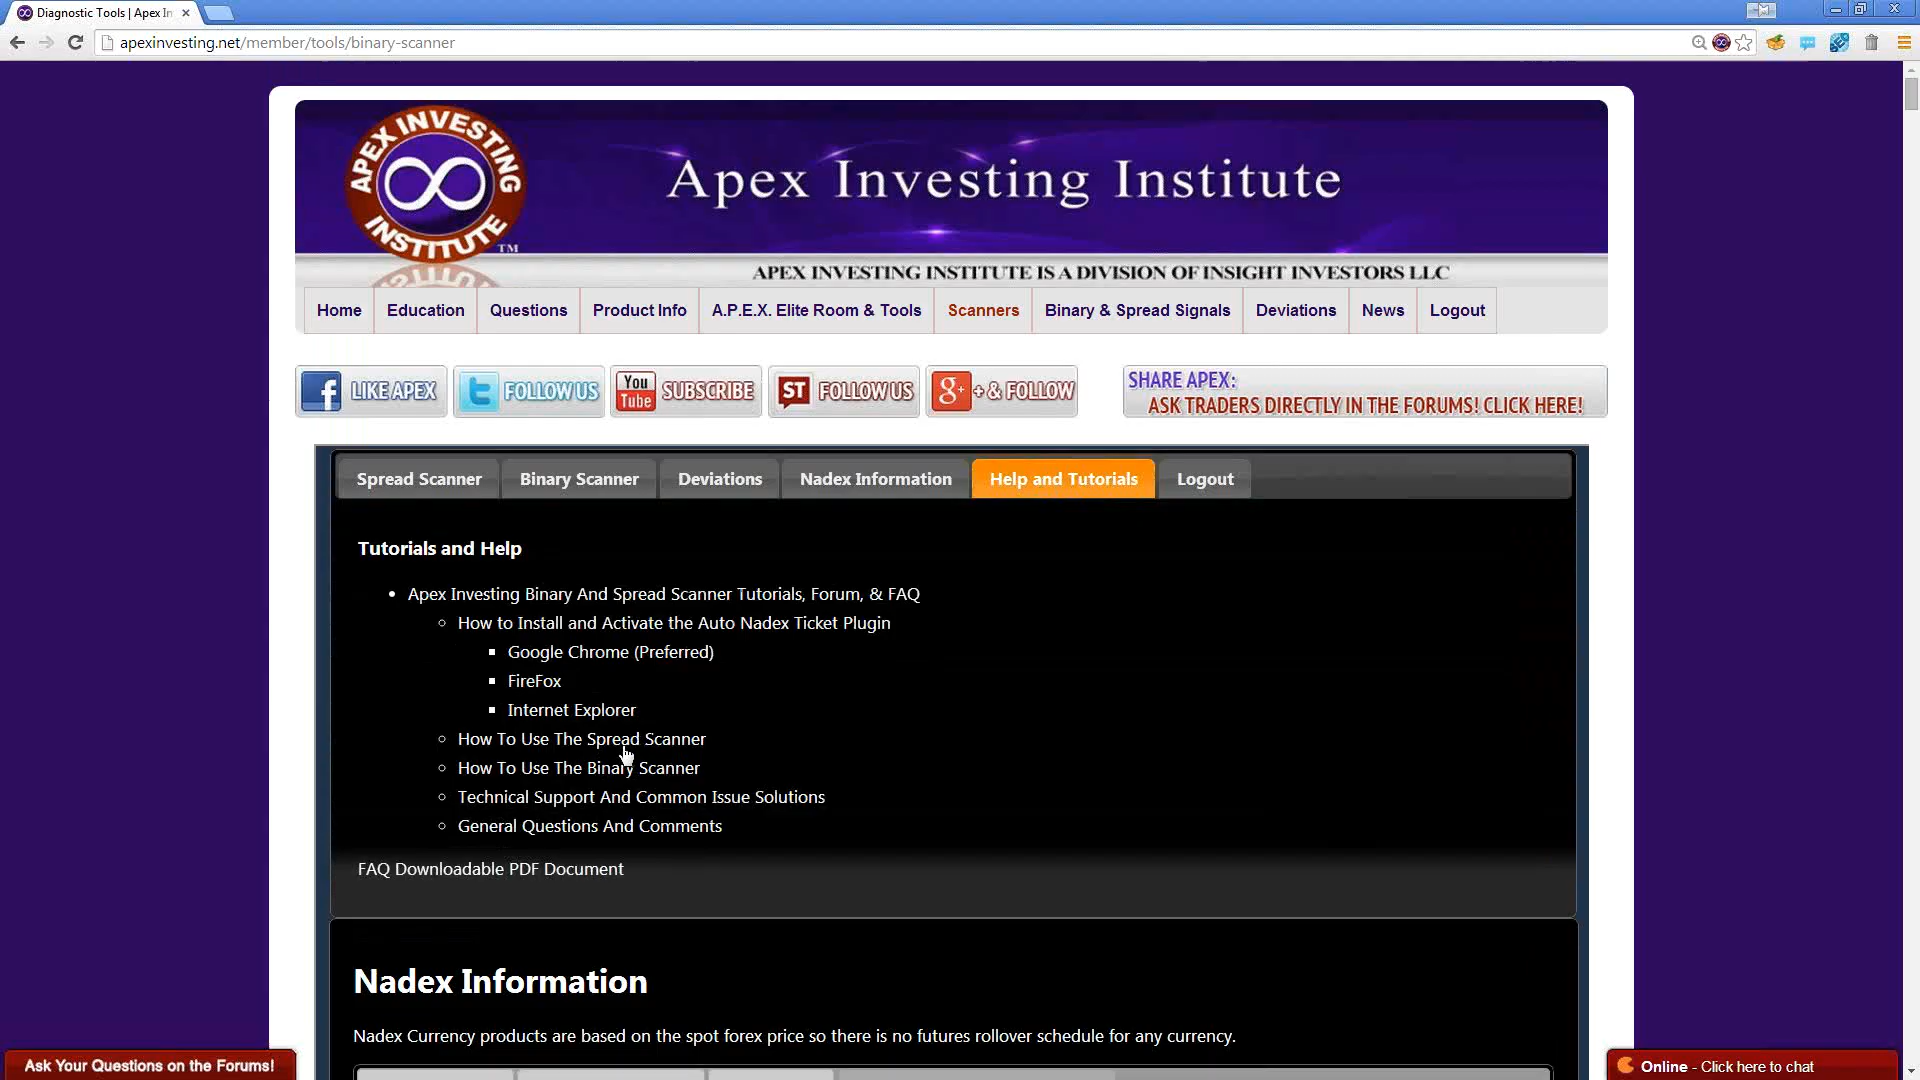 Diagnostic Tools | Apex In
apexinvesting.net/member/tools/binary-scanner
APEX INVESTING
INSTITUTE
TM
Apex Investing Institute
APEX INVESTING INSTITUTE IS A DIVISION OF INSIGHT INVESTORS LLC
Home Education Questions Product Info A.P.E.X. Elite Room & Tools Scanners Binary & Spread Signals Deviations News Logout
f LIKE APEX t FOLLOW US You Tube SUBSCRIBE ST FOLLOW US g+ + & FOLLOW
SHARE APEX:
ASK TRADERS DIRECTLY IN THE FORUMS! CLICK HERE!
Spread Scanner Binary Scanner Deviations Nadex Information Help and Tutorials Logout
Tutorials and Help
Apex Investing Binary And Spread Scanner Tutorials, Forum, & FAQ
How to Install and Activate the Auto Nadex Ticket Plugin
Google Chrome (Preferred)
FireFox
Internet Explorer
How To Use The Spread Scanner
How To Use The Binary Scanner
Technical Support And Common Issue Solutions
General Questions And Comments
FAQ Downloadable PDF Document
Nadex Information
Nadex Currency products are based on the spot forex price so there is no futures rollover schedule for any currency.
Ask Your Questions on the Forums!
Online - Click here to chat